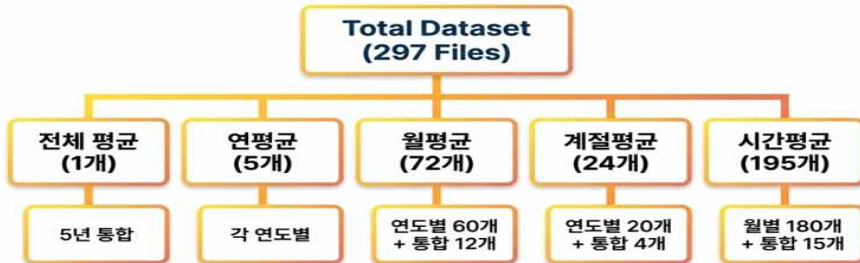 Total Dataset
(297 Files)
전체 평균
(1개)
연평균
(5개)
월평균
(72개)
계절평균
(24개)
시간평균
(195개)
5년 통합
각 연도별
연도별 60개
+ 통합 12개
연도별 20개
+ 통합 4개
월별 180개
+ 통합 15개